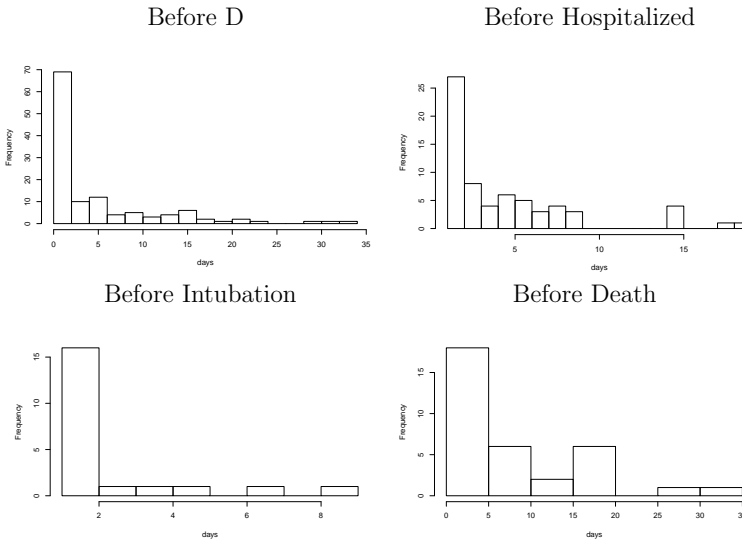 Before D
Before Hospitalized
Frequency
0 10 20 30 40 50 60 70
0 5 10 15 20 25 30 35
days
Frequency
0 5 10 15 20 25
5 10 15
days
Before Intubation
Before Death
Frequency
0 5 10 15
2 4 6 8
days
Frequency
0 5 10 15
0 5 10 15 20 25 30
days